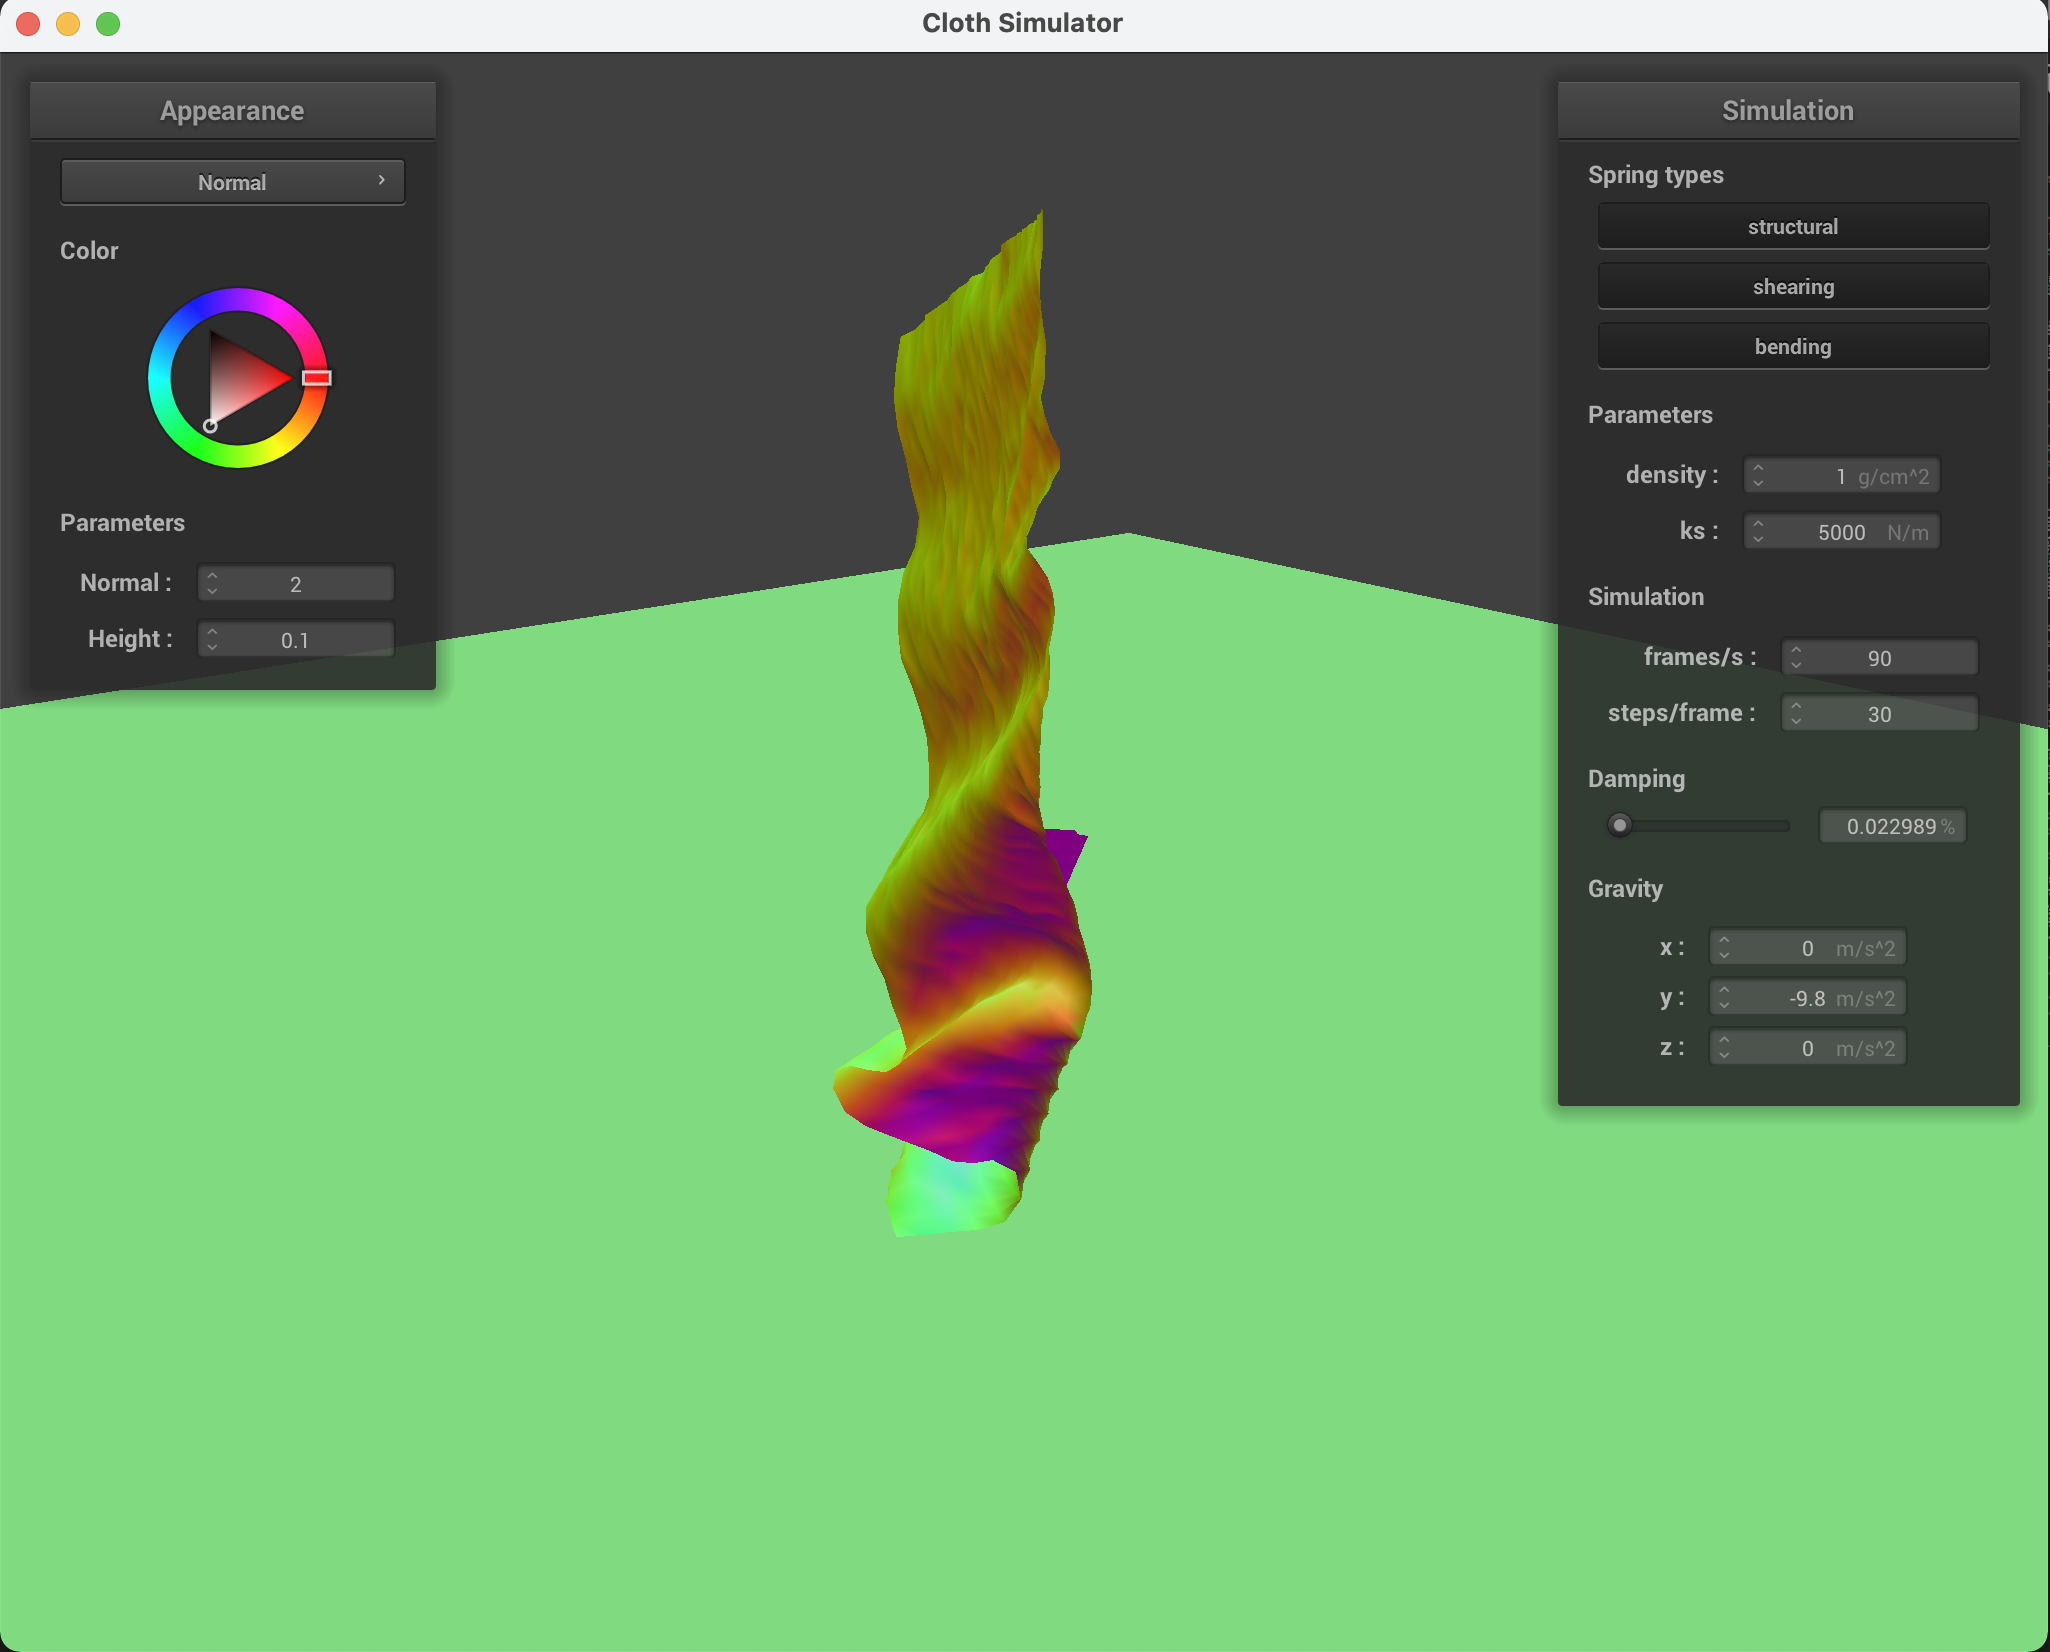 Cloth Simulator
Appearance
Normal
Color
Parameters
Normal : 2
Height : 0.1
Simulation
Spring types
structural
shearing
bending
Parameters
density : 1 g/cm^2
ks : 5000 N/m
Simulation
frames/s : 90
steps/frame : 30
Damping
0.022989 %
Gravity
x : 0 m/s^2
y : -9.8 m/s^2
z : 0 m/s^2